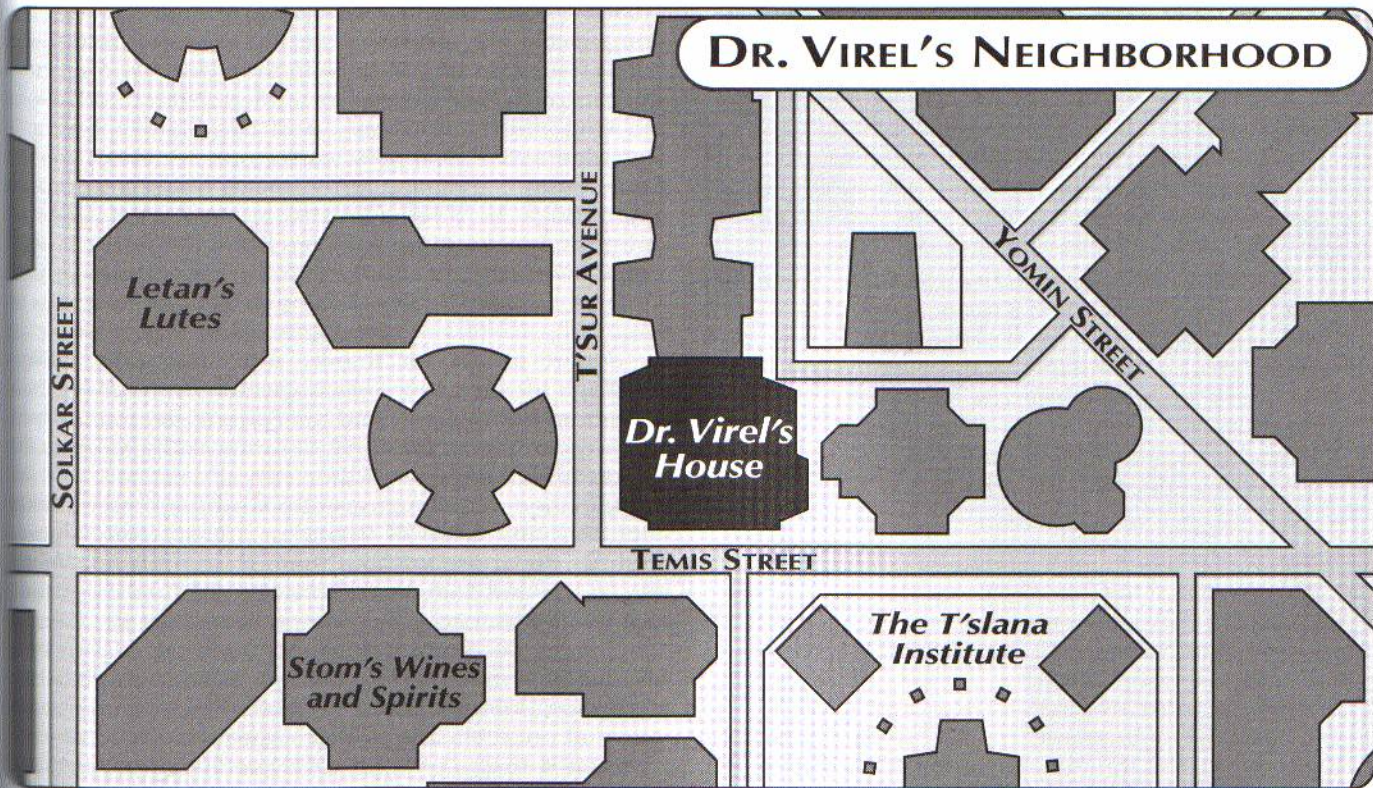 DR. VIREL'S NEIGHBORHOOD
T'SUR AVENUE
YOMIN STREET
Letan's
Lutes
SOLKAR STREET
Dr. Virel's
House
TEMIS STREET
The T'slana
Institute
Stom's Wines
and Spirits